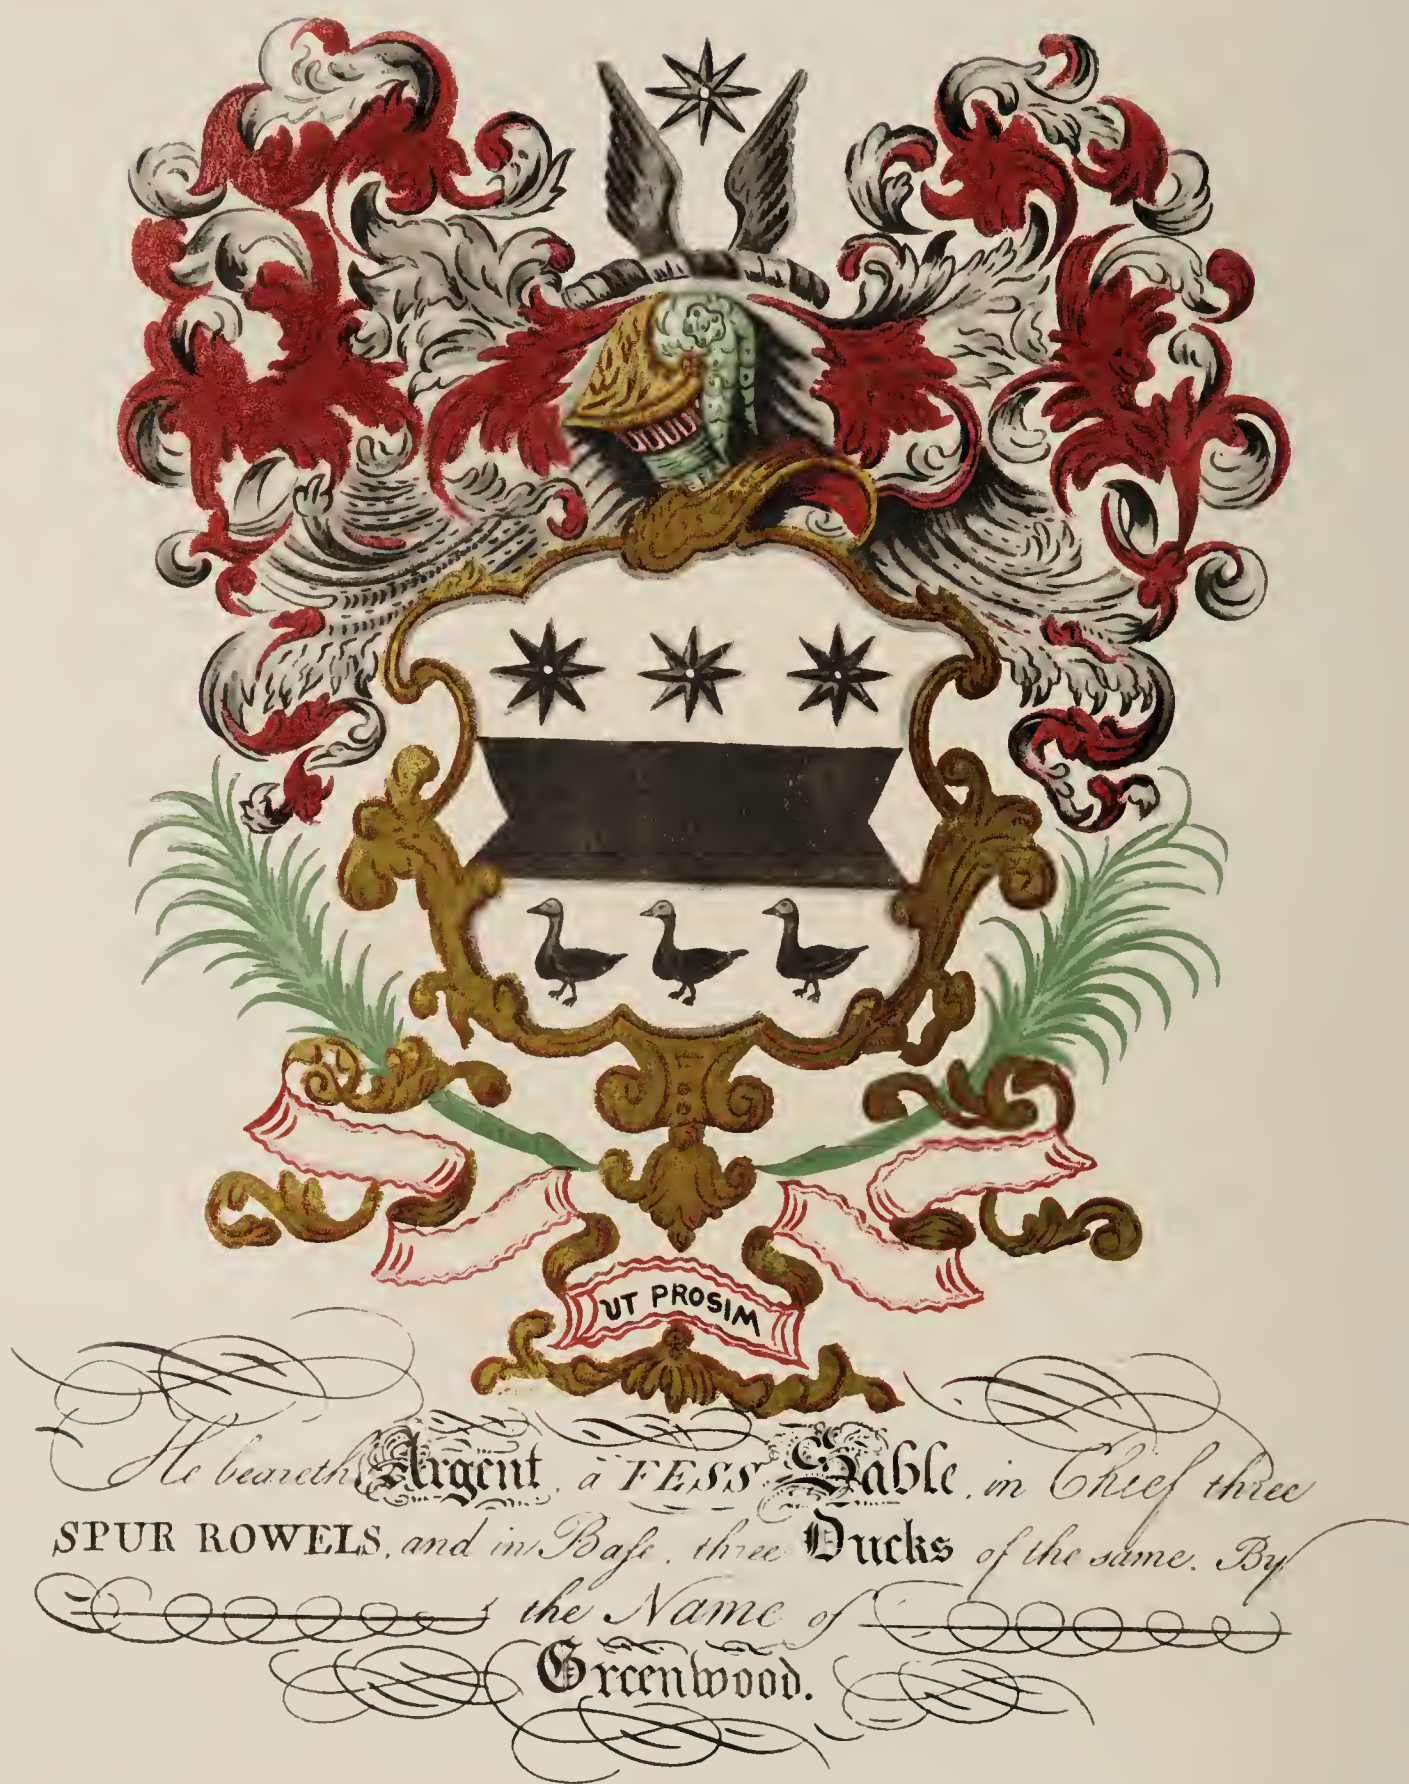 UT PROSIM
He beareth Argent, a FESS Sable, in Chief three
SPUR ROWELS, and in Baſe, three Ducks of the same. By
the Name of
Greenwood.